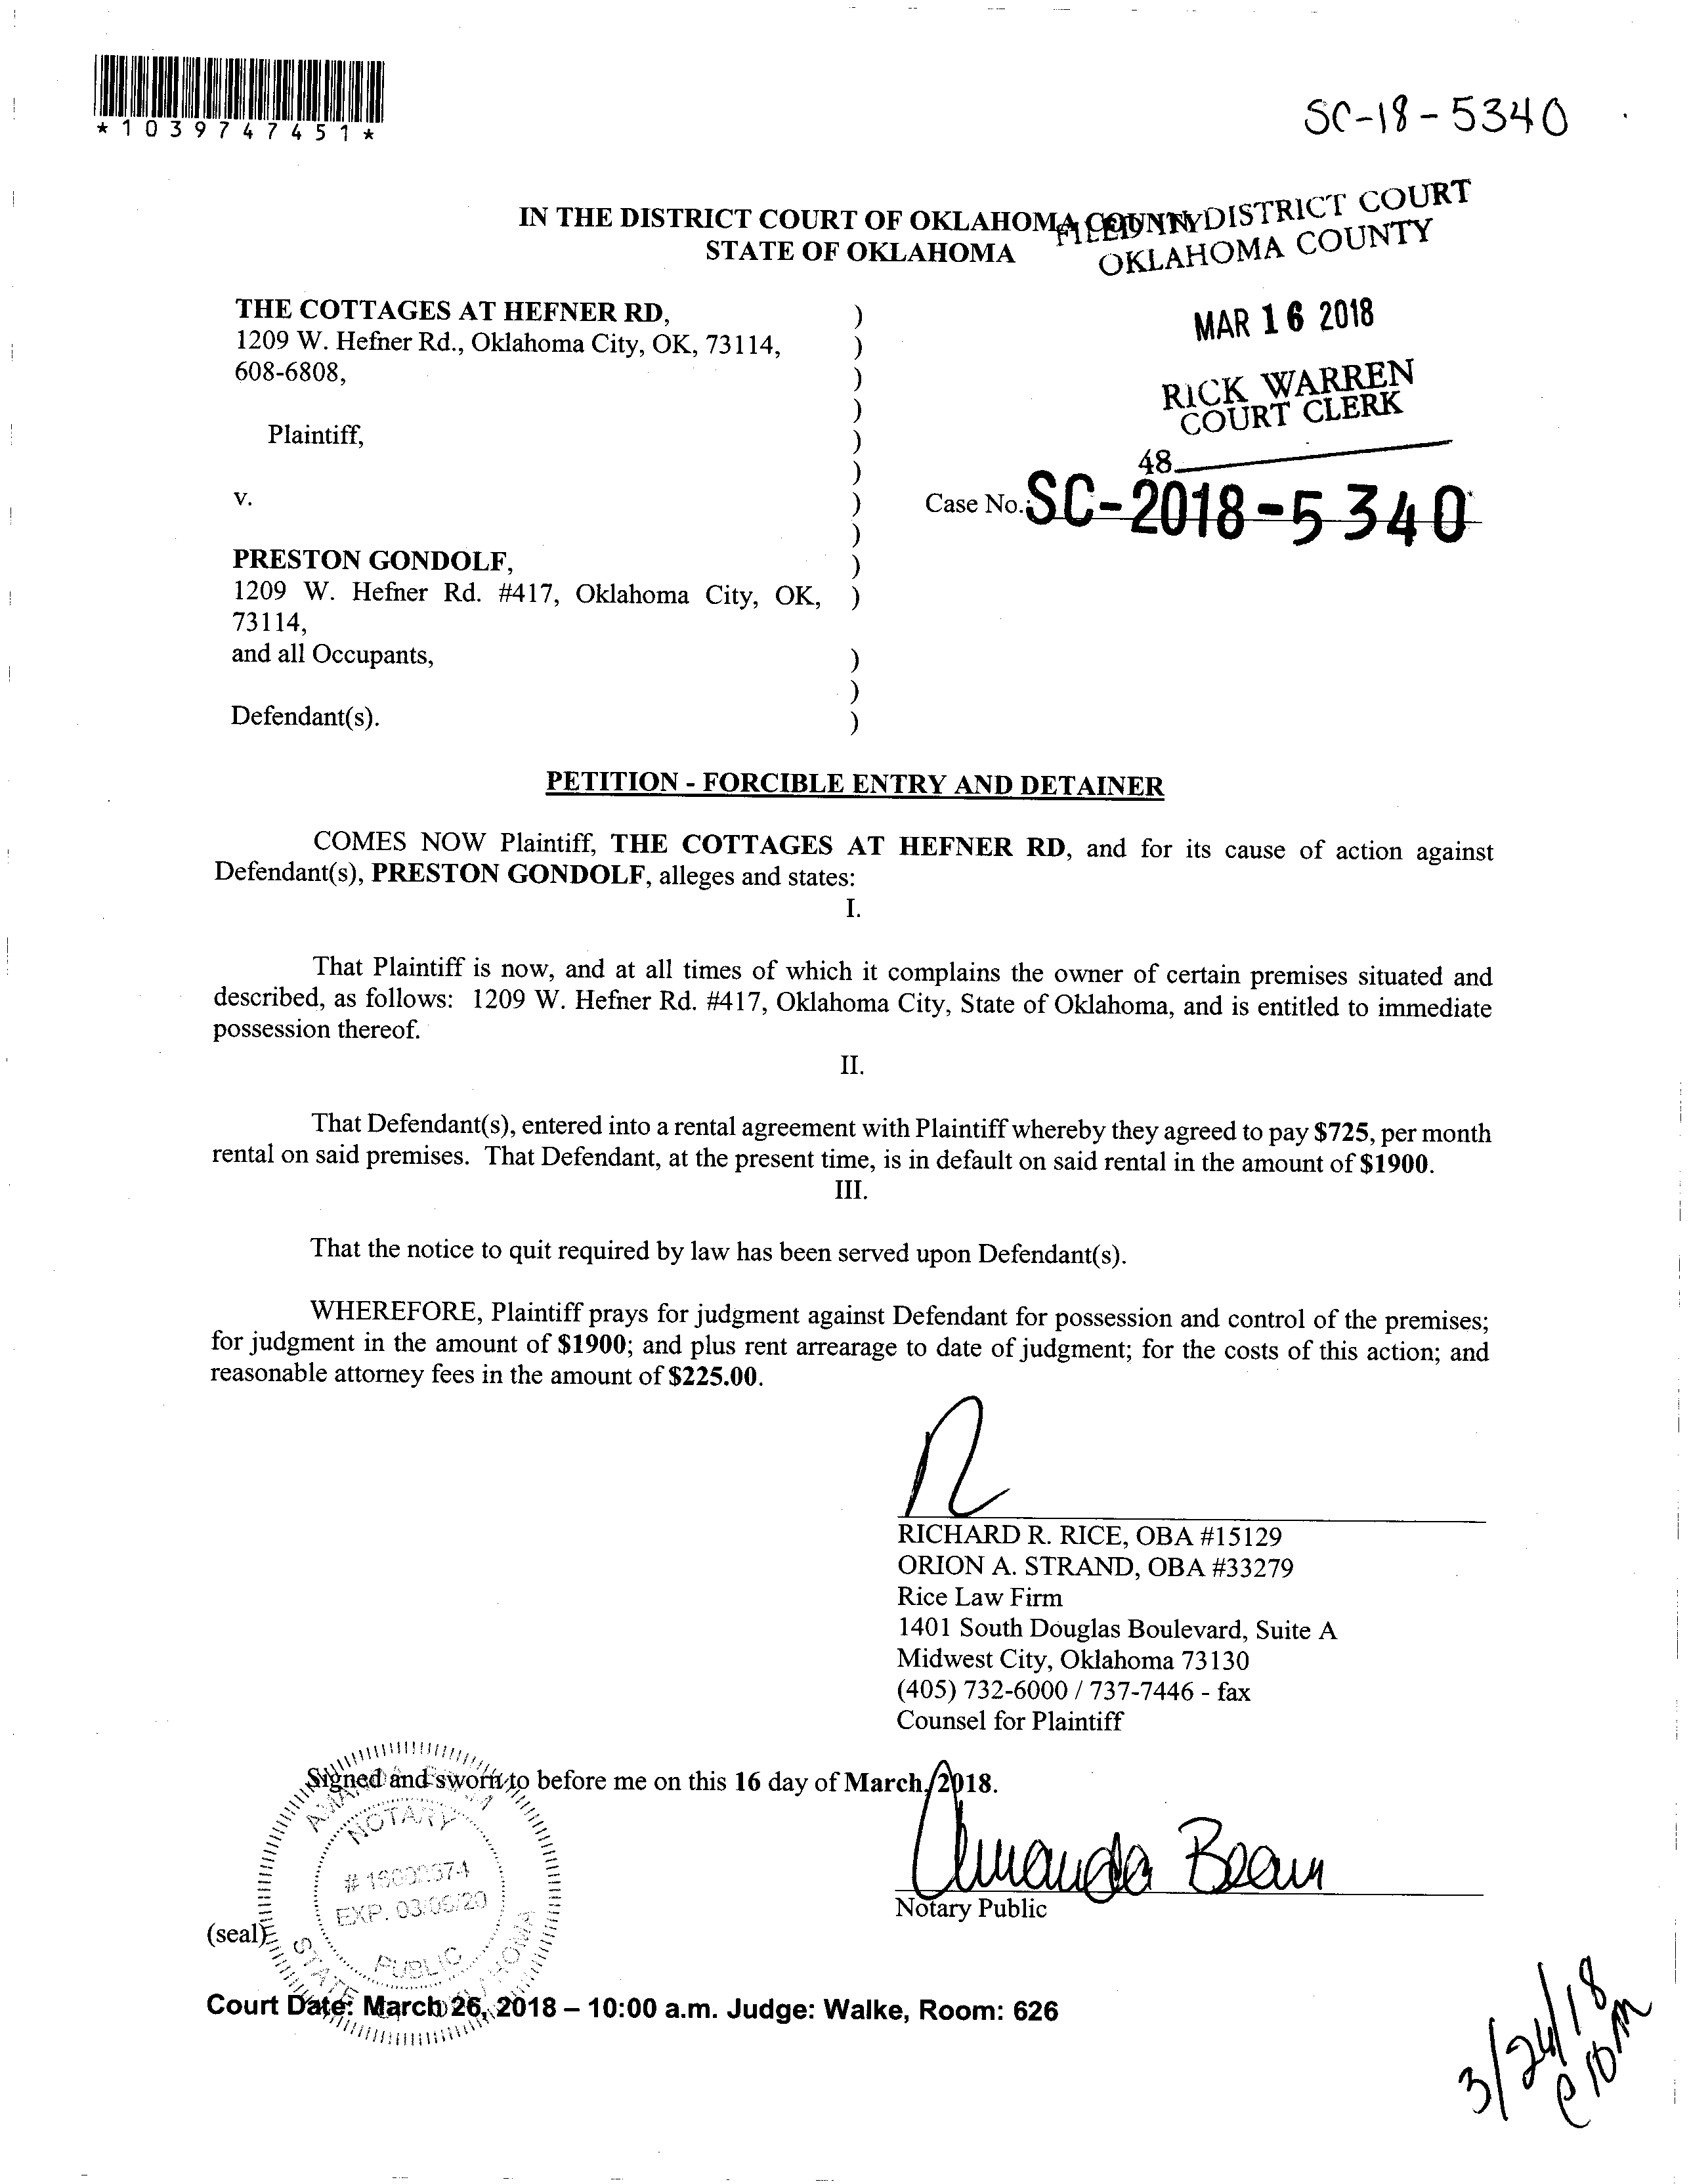 *1039747451*
SC-18-5340
IN THE DISTRICT COURT OF OKLAHOMA COUNTY
STATE OF OKLAHOMA
FILED IN DISTRICT COURT
OKLAHOMA COUNTY
MAR 16 2018
RICK WARREN
COURT CLERK
48
THE COTTAGES AT HEFNER RD, )
1209 W. Hefner Rd., Oklahoma City, OK, 73114, )
608-6808, )
)
Plaintiff, )
)
v. )
Case No.: SC-2018-5340
)
PRESTON GONDOLF, )
1209 W. Hefner Rd. #417, Oklahoma City, OK, )
73114,
and all Occupants, )
)
Defendant(s). )
PETITION - FORCIBLE ENTRY AND DETAINER
COMES NOW Plaintiff, THE COTTAGES AT HEFNER RD, and for its cause of action against
Defendant(s), PRESTON GONDOLF, alleges and states:
I.
That Plaintiff is now, and at all times of which it complains the owner of certain premises situated and
described, as follows: 1209 W. Hefner Rd. #417, Oklahoma City, State of Oklahoma, and is entitled to immediate
possession thereof.
II.
That Defendant(s), entered into a rental agreement with Plaintiff whereby they agreed to pay $725, per month
rental on said premises. That Defendant, at the present time, is in default on said rental in the amount of $1900.
III.
That the notice to quit required by law has been served upon Defendant(s).
WHEREFORE, Plaintiff prays for judgment against Defendant for possession and control of the premises;
for judgment in the amount of $1900; and plus rent arrearage to date of judgment; for the costs of this action; and
reasonable attorney fees in the amount of $225.00.
RICHARD R. RICE, OBA #15129
ORION A. STRAND, OBA #33279
Rice Law Firm
1401 South Douglas Boulevard, Suite A
Midwest City, Oklahoma 73130
(405) 732-6000 / 737-7446 - fax
Counsel for Plaintiff
Signed and sworn to before me on this 16 day of March, 2018.
Amanda Beam
Notary Public
NOTARY
EXP. 03/06/20
PUBLIC
STATE
(seal)
Court Date: March 26, 2018 – 10:00 a.m. Judge: Walke, Room: 626